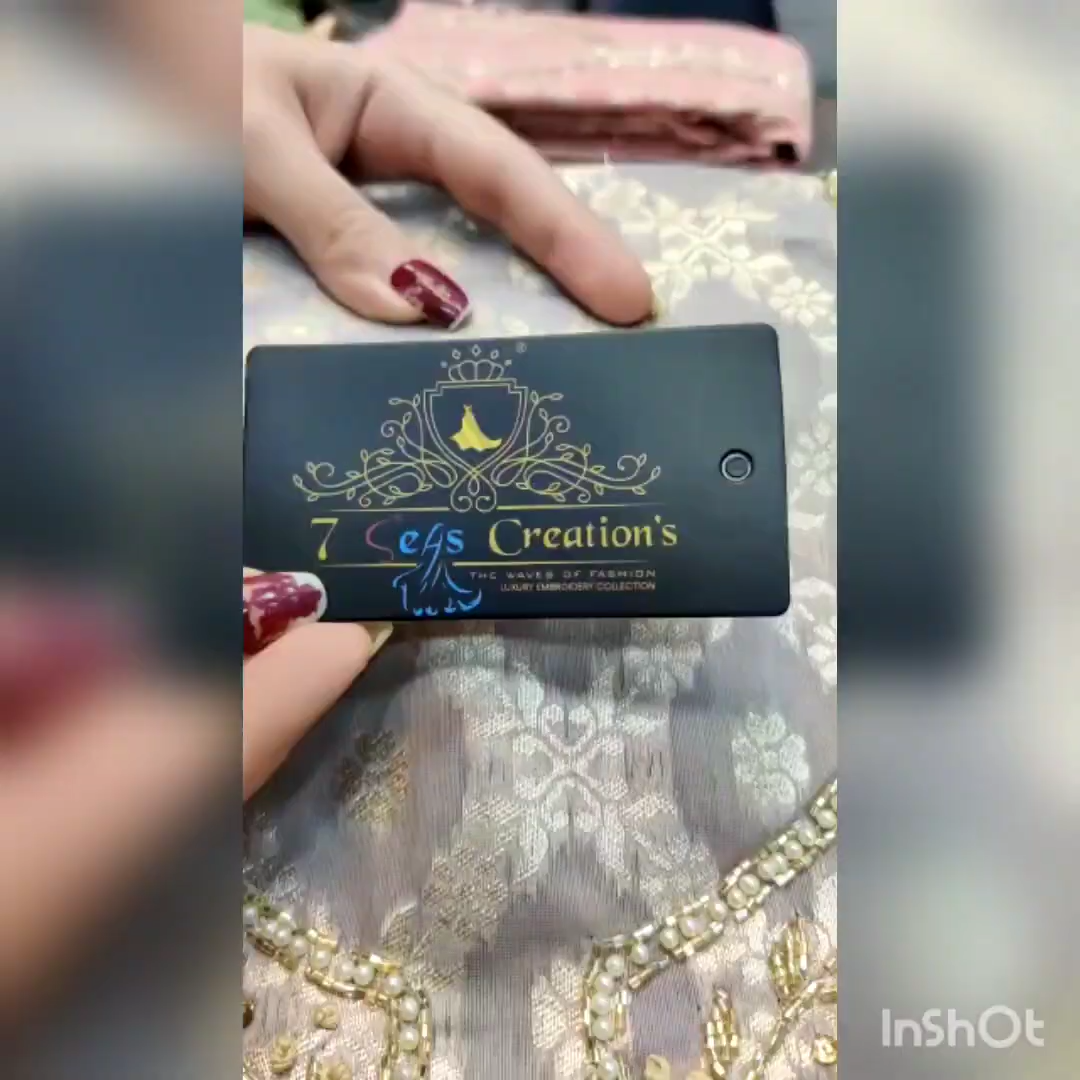 ®
7 Seas Creation's
THE WAVES OF FASHION
LUXURY EMBROIDERY COLLECTION
InShOt